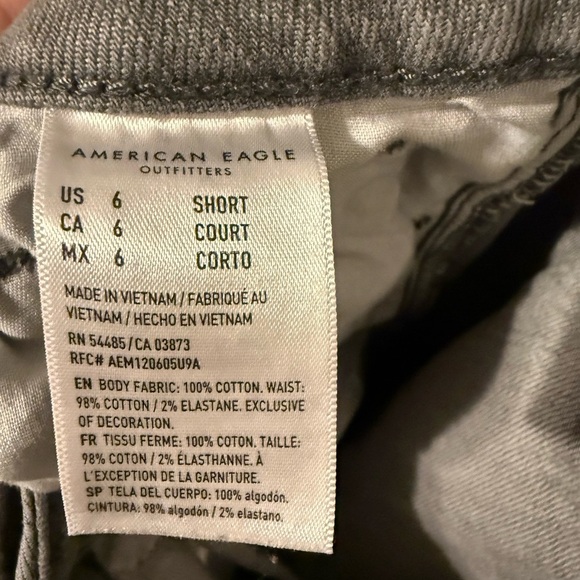 AMERICAN EAGLE
OUTFITTERS
US 6 SHORT
CA 6 COURT
MX 6 CORTO
MADE IN VIETNAM / FABRIQUÉ AU
VIETNAM / HECHO EN VIETNAM
RN 54485 / CA 03873
RFC# AEM120605U9A
EN BODY FABRIC: 100% COTTON. WAIST:
98% COTTON / 2% ELASTANE. EXCLUSIVE
OF DECORATION.
FR TISSU FERME: 100% COTON. TAILLE:
98% COTON / 2% ÉLASTHANNE. À
L'EXCEPTION DE LA GARNITURE.
SP TELA DEL CUERPO: 100% algodón.
CINTURA: 98% algodón / 2% elastano.